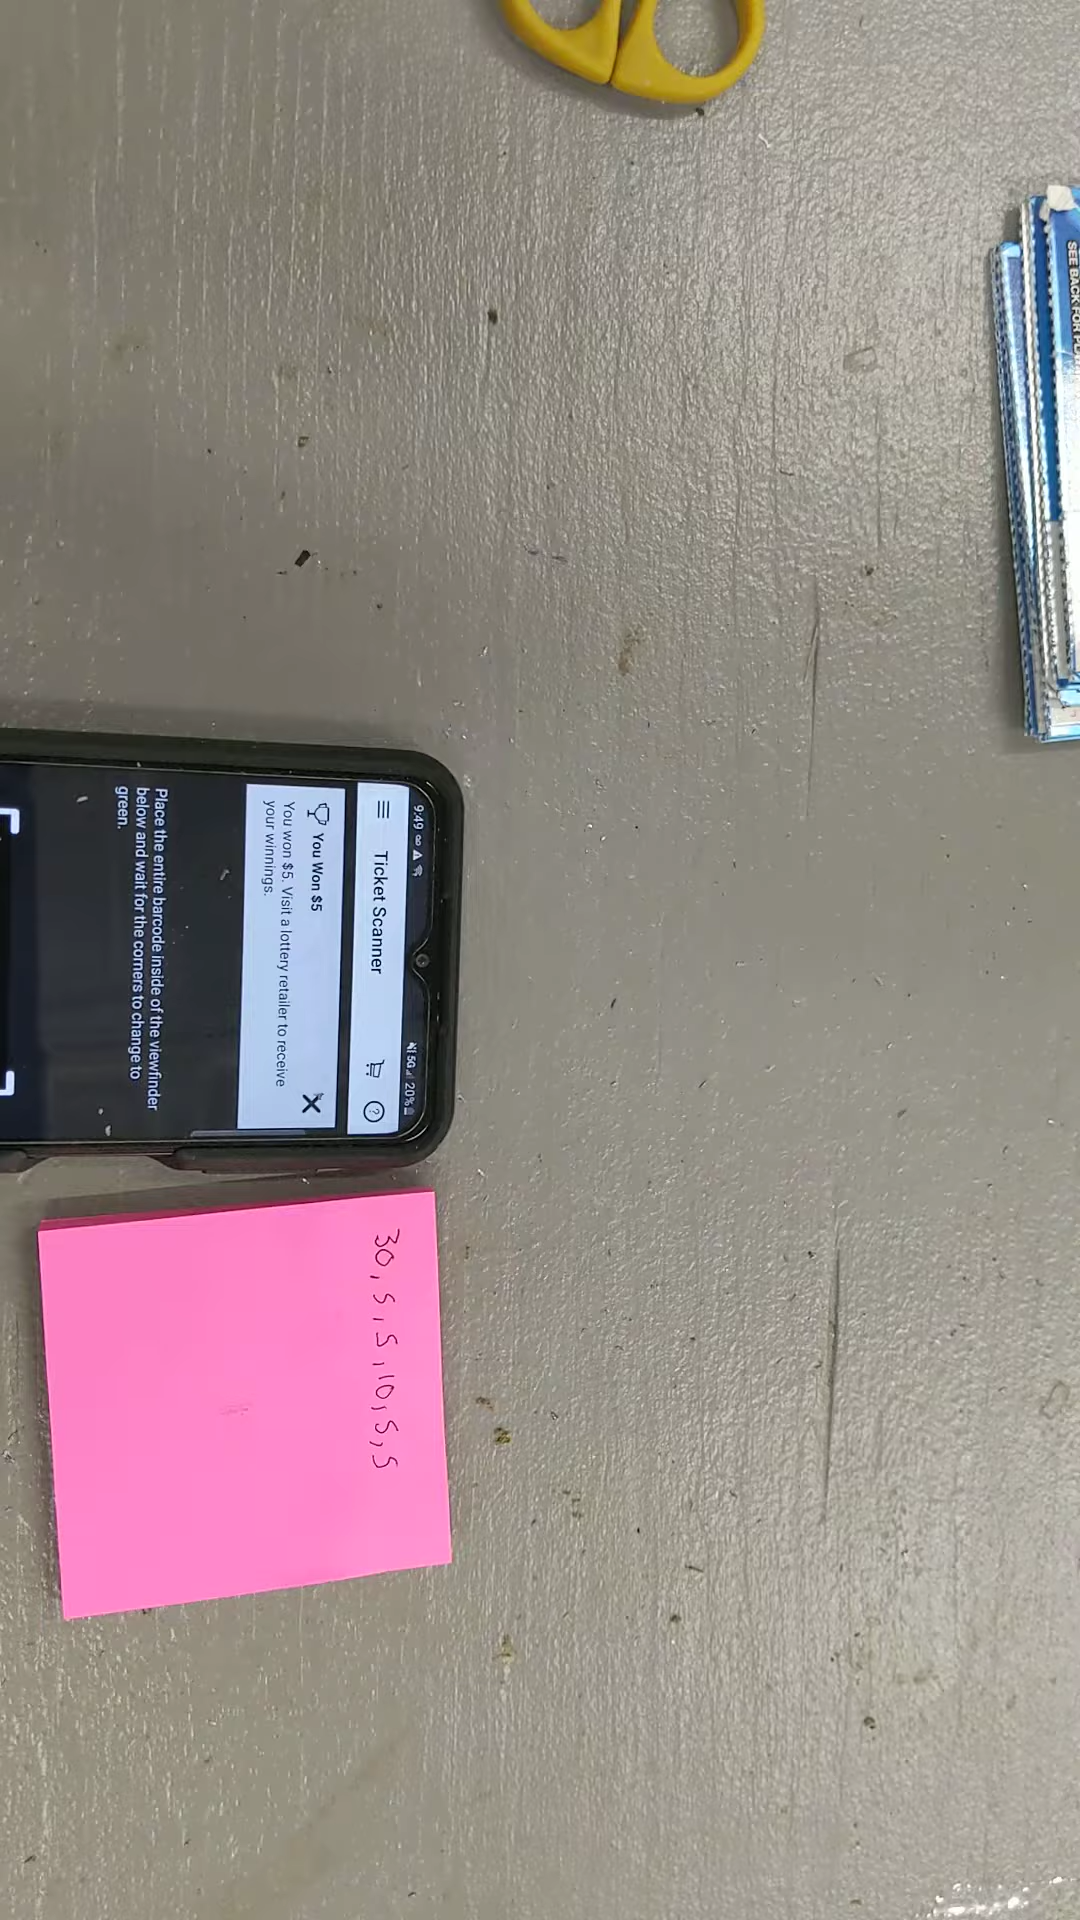 9:49
5G 20%
Ticket Scanner
?
You Won $5
You won $5. Visit a lottery retailer to receive
your winnings.
Place the entire barcode inside of the viewfinder
below and wait for the corners to change to
green.
30, 5, 5, 10, 5, 5
SEE BACK FOR